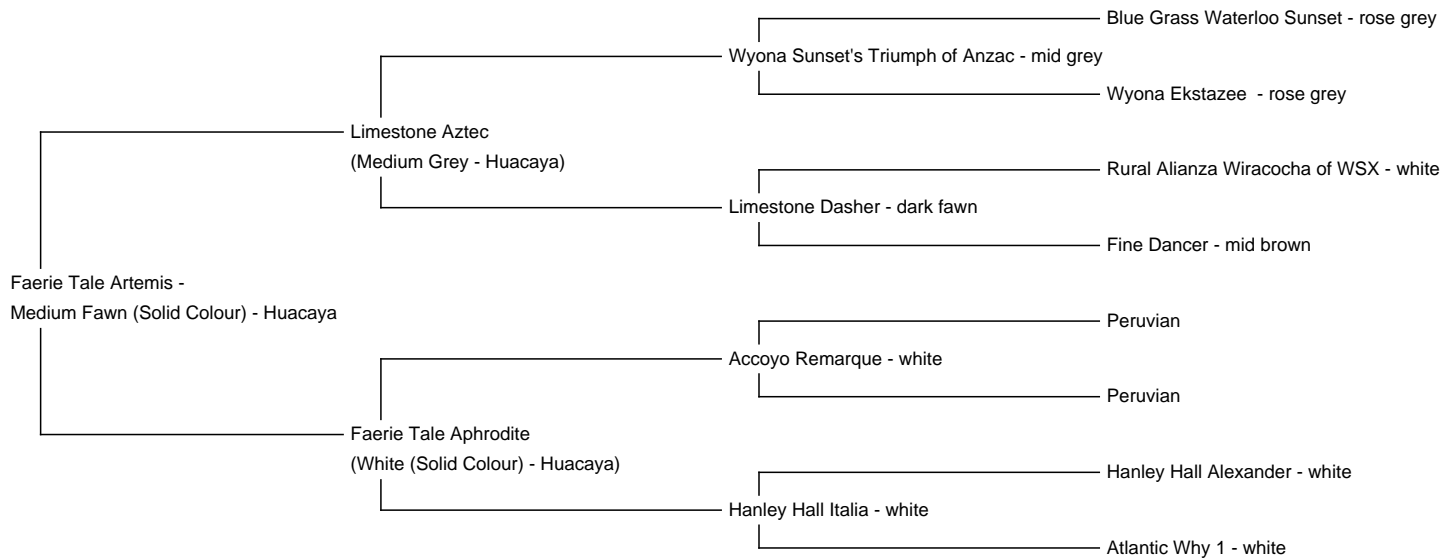 Blue Grass Waterloo Sunset - rose grey
Wyona Sunset's Triumph of Anzac - mid grey
Wyona Ekstazee  - rose grey
Limestone Aztec
(Medium Grey - Huacaya)
Rural Alianza Wiracocha of WSX - white
Limestone Dasher - dark fawn
Fine Dancer - mid brown
Faerie Tale Artemis -
Medium Fawn (Solid Colour) - Huacaya
Peruvian
Accoyo Remarque - white
Peruvian
Faerie Tale Aphrodite
(White (Solid Colour) - Huacaya)
Hanley Hall Alexander - white
Hanley Hall Italia - white
Atlantic Why 1 - white